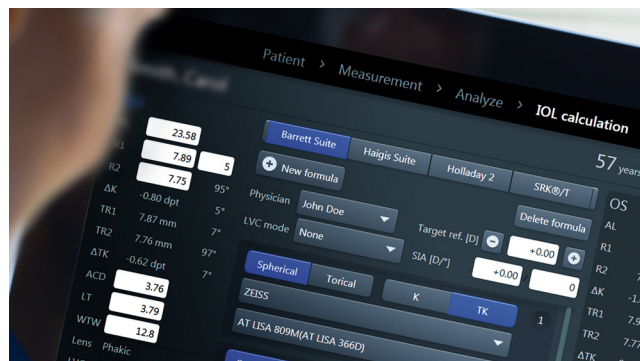 Patient > Measurement > Analyze > IOL calculation
57 years
Barrett Suite Haigis Suite Holladay 2 SRK®/T
New formula
Delete formula
Physician John Doe
Target ref. [D] +0.00
LVC mode None
SIA [D/°] +0.00 0
Spherical Torical K TK 1
ZEISS
AT LISA 809M(AT LISA 366D)
23.58
R1 7.89 5
R2 7.75 95°
ΔK -0.80 dpt 5°
TR1 7.87 mm 7°
TR2 7.76 mm 97°
ΔTK -0.62 dpt 7°
ACD 3.76
LT 3.79
WTW 12.8
Lens Phakic
OS
AL
R1
R2
ΔK
TR1
TR2
ΔTK